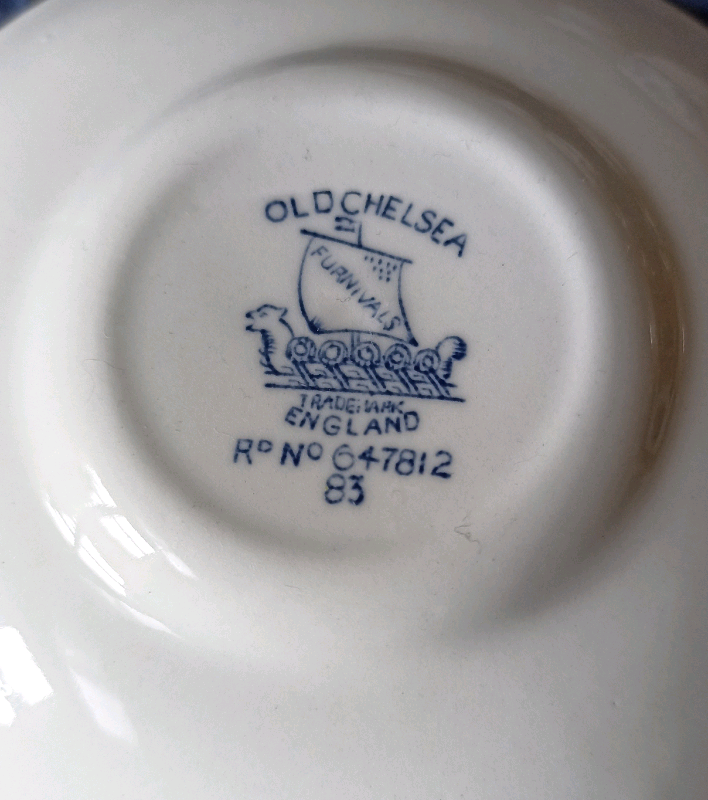 OLD CHELSEA
FURNIVALS
TRADE MARK
ENGLAND
Rᴰ Nᴼ 647812
83